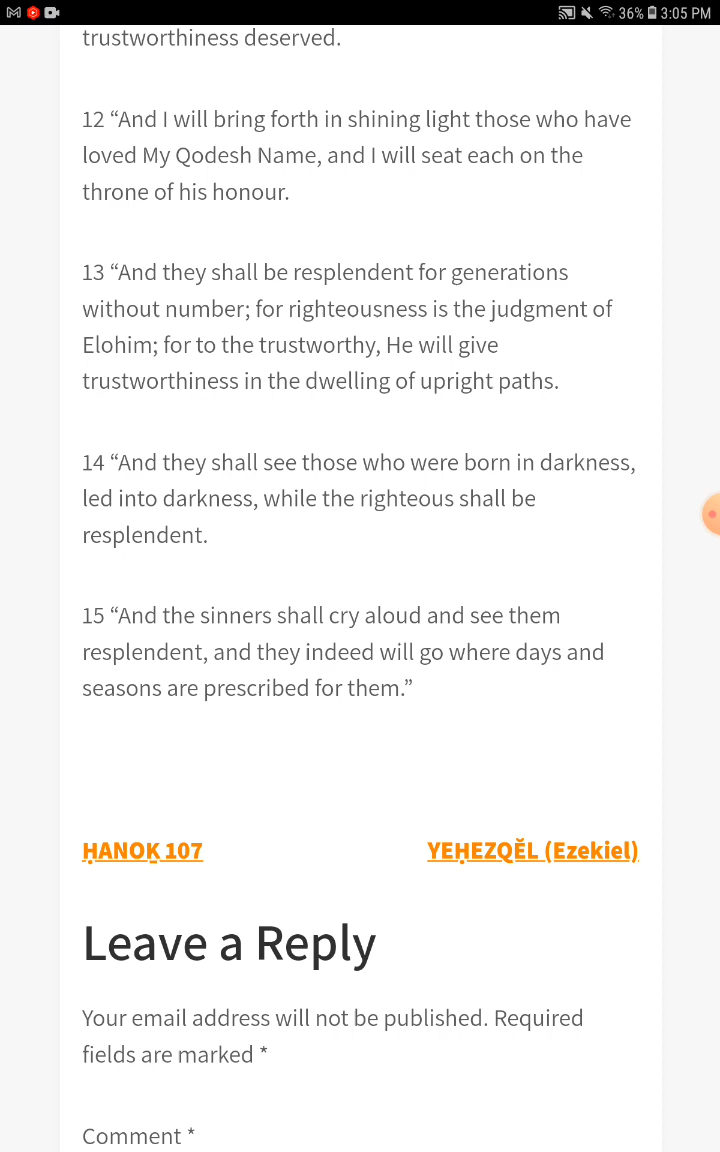 36% 3:05 PM
trustworthiness deserved.
12 “And I will bring forth in shining light those who have
loved My Qodesh Name, and I will seat each on the
throne of his honour.
13 “And they shall be resplendent for generations
without number; for righteousness is the judgment of
Elohim; for to the trustworthy, He will give
trustworthiness in the dwelling of upright paths.
14 “And they shall see those who were born in darkness,
led into darkness, while the righteous shall be
resplendent.
15 “And the sinners shall cry aloud and see them
resplendent, and they indeed will go where days and
seasons are prescribed for them.”
ḤANOḴ 107 YEḤEZQĚL (Ezekiel)
Leave a Reply
Your email address will not be published. Required
fields are marked *
Comment *